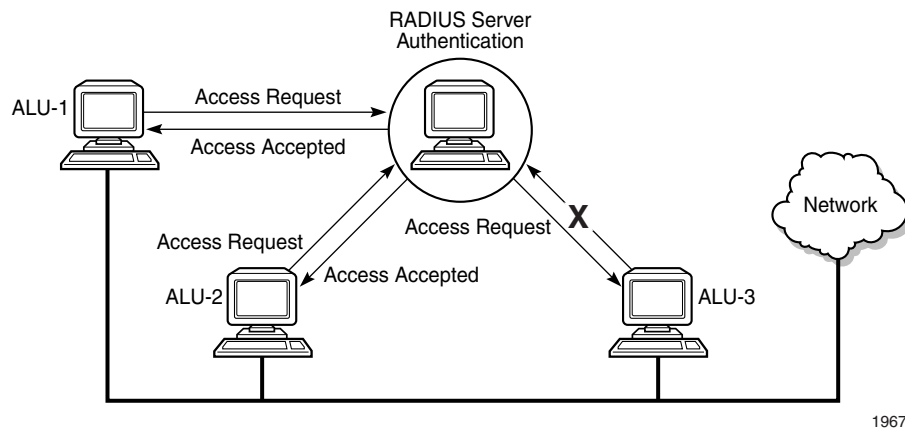 RADIUS Server
Authentication
ALU-1
Access Request
Access Accepted
Network
Access Request
Access Request
X
Access Accepted
ALU-2
ALU-3
1967